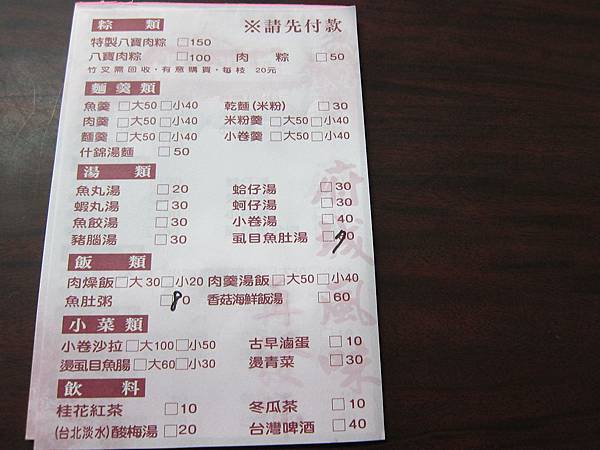 粽 類 ※請先付款
特製八寶肉粽 □150
八寶肉粽 □100 肉 粽 □50
竹叉需回收,有意購買,每枝 20元
麵羹類
魚羹 □大50□小40 乾麵(米粉) □30
肉羹 □大50□小40 米粉羹 □大50□小40
麵羹 □大50□小40 小卷羹 □大50□小40
什錦湯麵 □50
湯 類
魚丸湯 □20 蛤仔湯 □30
蝦丸湯 □30 蚵仔湯 □30
魚餃湯 □30 小卷湯 □40
豬腦湯 □30 虱目魚肚湯 □70
飯 類
肉燥飯□大30□小20 肉羹湯飯□大50□小40
魚肚粥 □80 香菇海鮮飯湯 □60
小菜類
小卷沙拉□大100□小50 古早滷蛋 □10
燙虱目魚腸□大60□小30 燙青菜 □30
飲 料
桂花紅茶 □10 冬瓜茶 □10
(台北淡水)酸梅湯□20 台灣啤酒 □40
府城風味